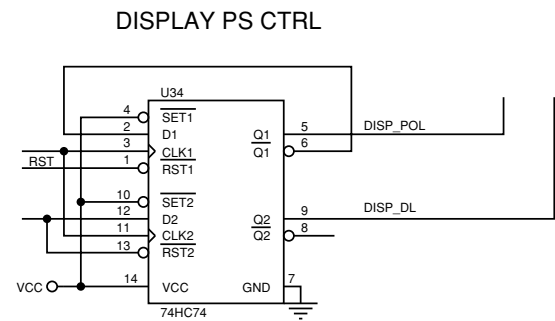 DISPLAY PS CTRL
U34
4 SET1
2 D1 Q1 5 DISP_POL
3 CLK1 Q1 6
RST 1 RST1
10 SET2
12 D2 Q2 9 DISP_DL
11 CLK2 Q2 8
13 RST2
VCC 14 VCC GND 7
74HC74